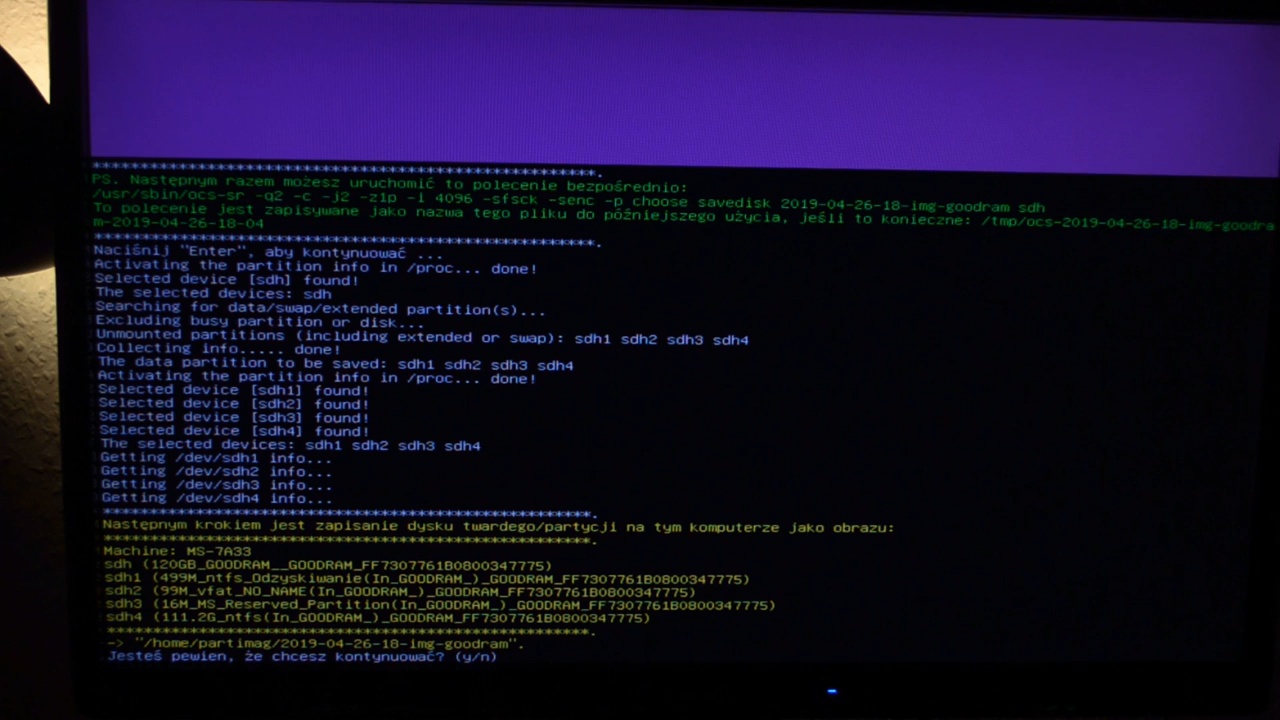 *****************************************************************.
PS. Następnym razem możesz uruchomić to polecenie bezpośrednio:
/usr/sbin/ocs-sr -q2 -c -j2 -z1p -i 4096 -sfsck -senc -p choose savedisk 2019-04-26-18-img-goodram sdh
To polecenie jest zapisywane jako nazwa tego pliku do późniejszego użycia, jeśli to konieczne: /tmp/ocs-2019-04-26-18-img-goodra
m-2019-04-26-18-04
*****************************************************************.
Naciśnij "Enter", aby kontynuować ...
Activating the partition info in /proc... done!
Selected device [sdh] found!
The selected devices: sdh
Searching for data/swap/extended partition(s)...
Excluding busy partition or disk...
Unmounted partitions (including extended or swap): sdh1 sdh2 sdh3 sdh4
Collecting info..... done!
The data partition to be saved: sdh1 sdh2 sdh3 sdh4
Activating the partition info in /proc... done!
Selected device [sdh1] found!
Selected device [sdh2] found!
Selected device [sdh3] found!
Selected device [sdh4] found!
The selected devices: sdh1 sdh2 sdh3 sdh4
Getting /dev/sdh1 info...
Getting /dev/sdh2 info...
Getting /dev/sdh3 info...
Getting /dev/sdh4 info...
*****************************************************************.
Następnym krokiem jest zapisanie dysku twardego/partycji na tym komputerze jako obrazu:
*****************************************************************.
Machine: MS-7A33
sdh (120GB_GOODRAM__GOODRAM_FF7307761B0800347775)
sdh1 (499M_ntfs_Odzyskiwanie(In_GOODRAM_)_GOODRAM_FF7307761B0800347775)
sdh2 (99M_vfat_NO_NAME(In_GOODRAM_)_GOODRAM_FF7307761B0800347775)
sdh3 (16M_MS_Reserved_Partition(In_GOODRAM_)_GOODRAM_FF7307761B0800347775)
sdh4 (111.2G_ntfs(In_GOODRAM_)_GOODRAM_FF7307761B0800347775)
*****************************************************************.
-> "/home/partimag/2019-04-26-18-img-goodram".
Jesteś pewien, że chcesz kontynuować? (y/n)